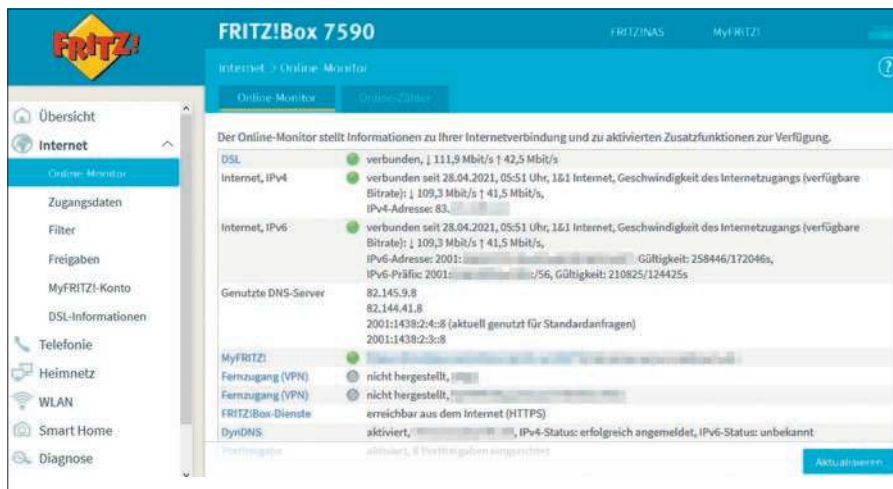 FRITZ!
FRITZ!Box 7590
FRITZ!NAS
MyFRITZ!
Internet > Online-Monitor
?
Online-Monitor
Online-Zähler
Übersicht
Internet
Online-Monitor
Zugangsdaten
Filter
Freigaben
MyFRITZ!-Konto
DSL-Informationen
Telefonie
Heimnetz
WLAN
Smart Home
Diagnose
Der Online-Monitor stellt Informationen zu Ihrer Internetverbindung und zu aktivierten Zusatzfunktionen zur Verfügung.
DSL verbunden, ↓ 111,9 Mbit/s ↑ 42,5 Mbit/s
Internet, IPv4 verbunden seit 28.04.2021, 05:51 Uhr, 1&1 Internet, Geschwindigkeit des Internetzugangs (verfügbare
Bitrate): ↓ 109,3 Mbit/s ↑ 41,5 Mbit/s,
IPv4-Adresse: 83.
Internet, IPv6 verbunden seit 28.04.2021, 05:51 Uhr, 1&1 Internet, Geschwindigkeit des Internetzugangs (verfügbare
Bitrate): ↓ 109,3 Mbit/s ↑ 41,5 Mbit/s,
IPv6-Adresse: 2001: Gültigkeit: 258446/172046s,
IPv6-Präfix: 2001: :/56, Gültigkeit: 210825/124425s
Genutzte DNS-Server 82.145.9.8
82.144.41.8
2001:1438:2:4::8 (aktuell genutzt für Standardanfragen)
2001:1438:2:3::8
MyFRITZ!
Fernzugang (VPN) nicht hergestellt,
Fernzugang (VPN) nicht hergestellt,
FRITZ!Box-Dienste erreichbar aus dem Internet (HTTPS)
DynDNS aktiviert, , IPv4-Status: erfolgreich angemeldet, IPv6-Status: unbekannt
Portfreigabe aktiviert, 8 Portfreigaben eingerichtet
Aktualisieren